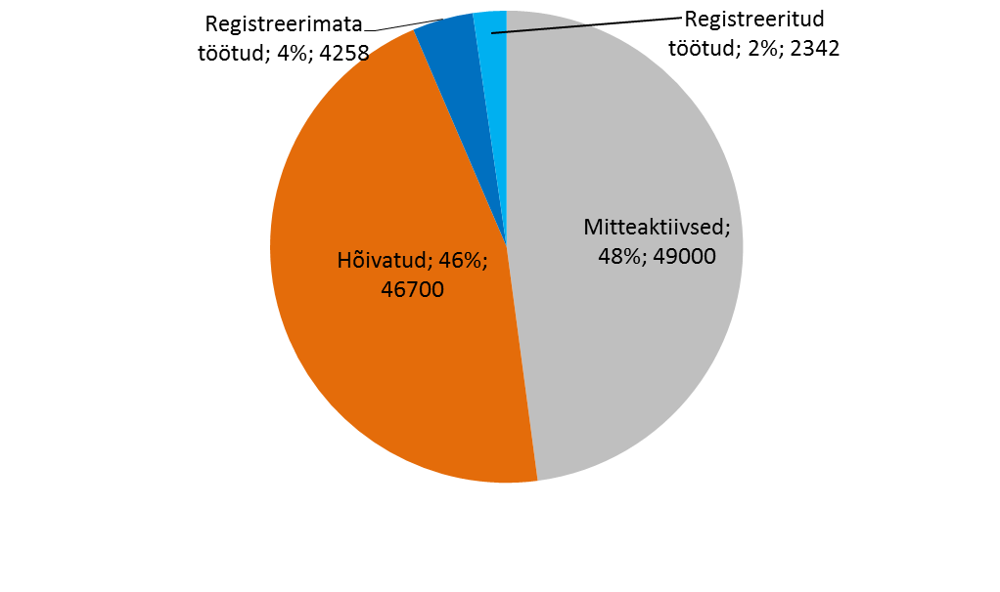 Registreerimata
töötud; 4%; 4258
Registreeritud
töötud; 2%; 2342
Mitteaktiivsed;
48%; 49000
Hõivatud; 46%;
46700